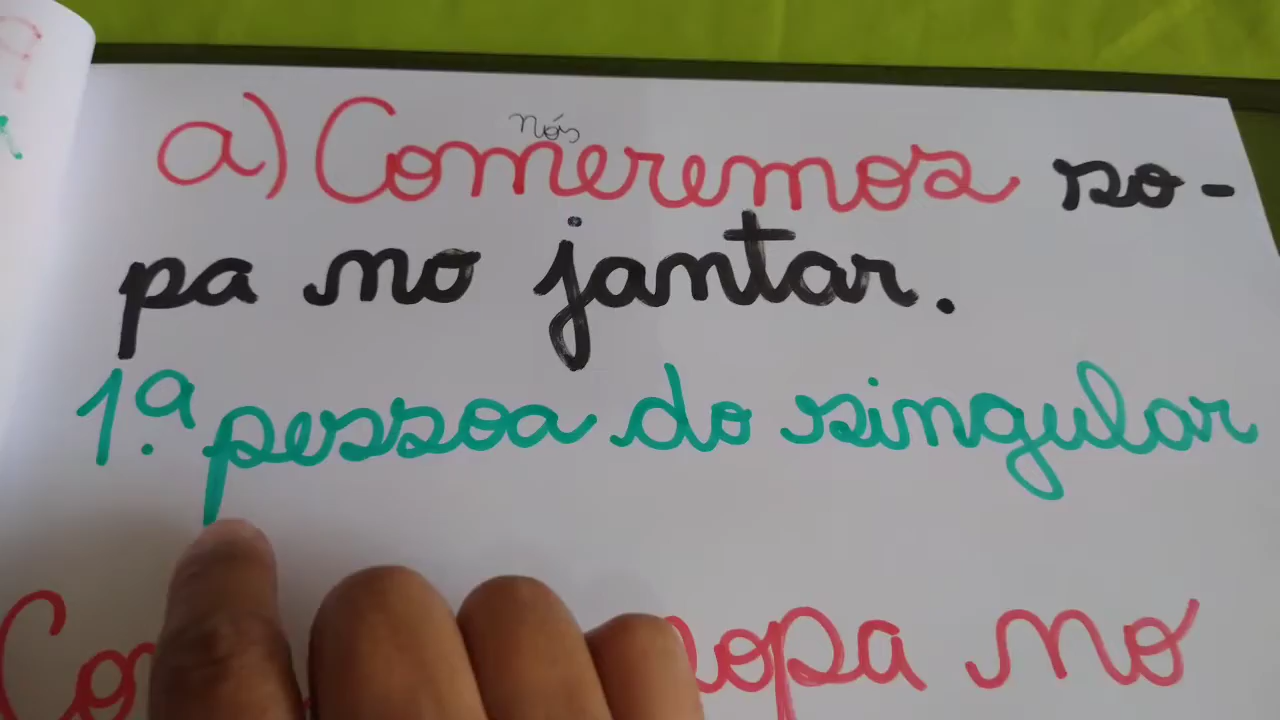 nós
a) Comeremos so-
pa no jantar.
1.ª pessoa do singular
sopa no